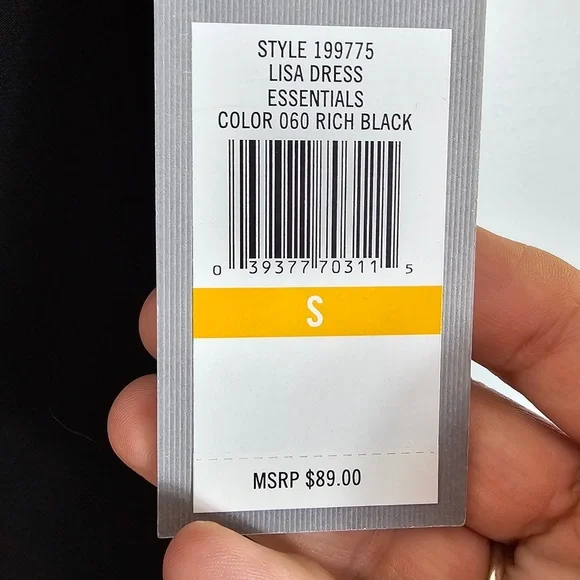 STYLE 199775
LISA DRESS
ESSENTIALS
COLOR 060 RICH BLACK
0 39377 70311 5
S
MSRP $89.00